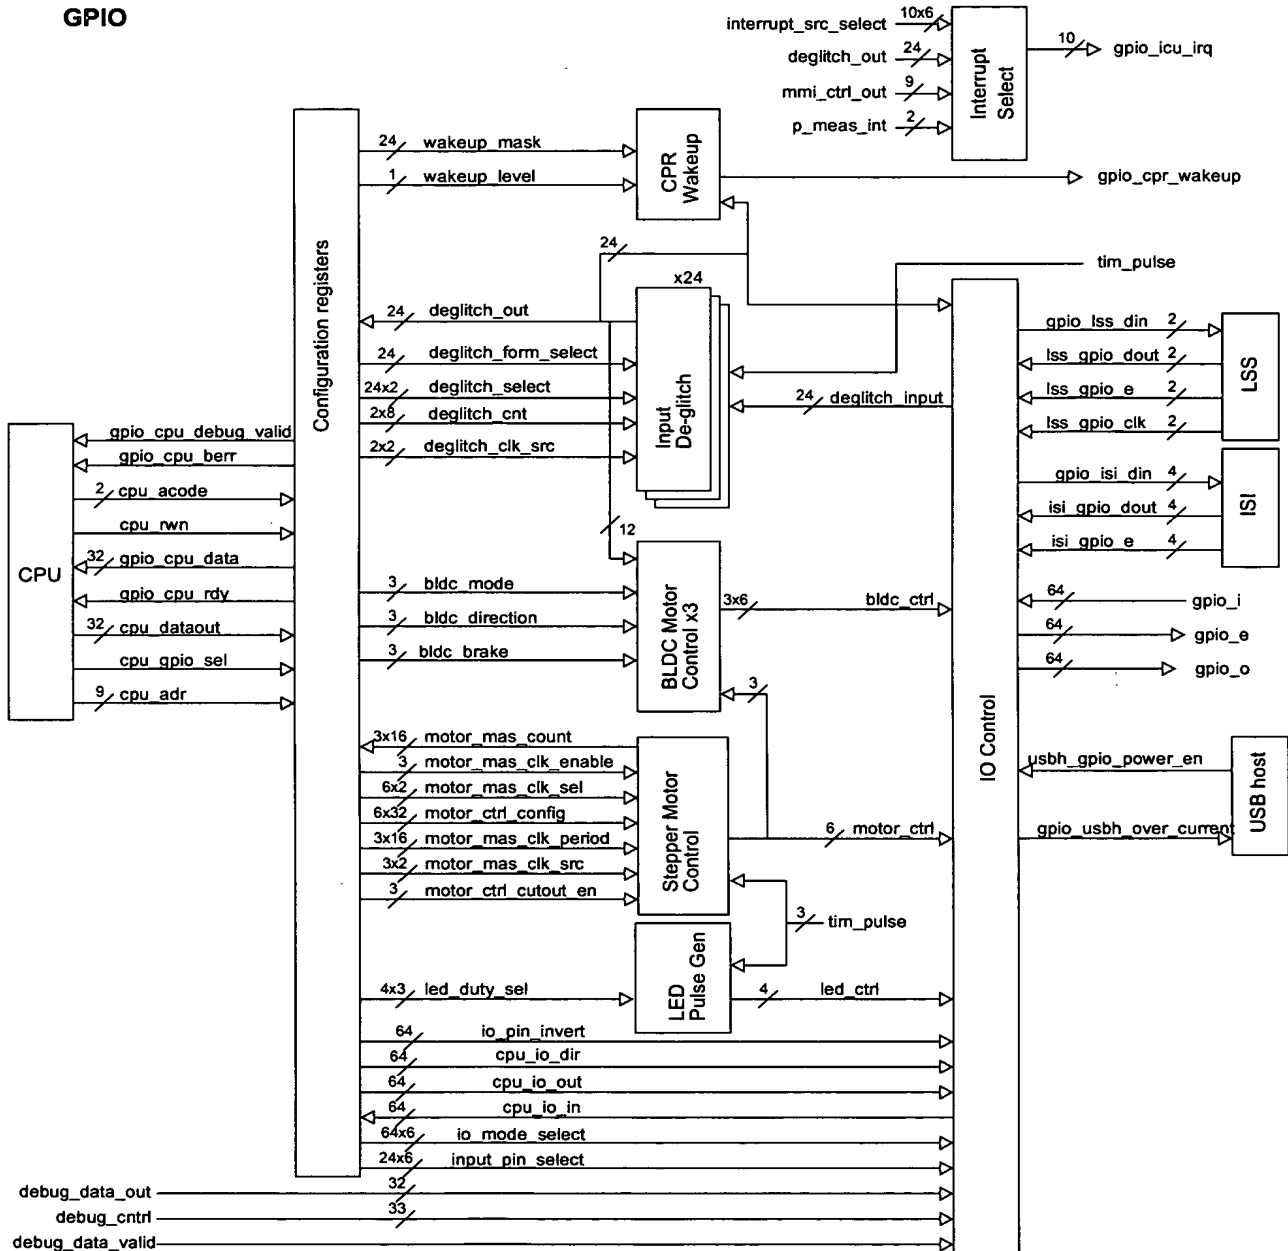 GPIO
interrupt_src_select 10x6
deglitch_out 24
mmi_ctrl_out 9
p_meas_int 2
Interrupt
Select
10 gpio_icu_irq
Configuration registers
24 wakeup_mask
1 wakeup_level
CPR
Wakeup
gpio_cpr_wakeup
24
tim_pulse
x24
24 deglitch_out
24 deglitch_form_select
24x2 deglitch_select
2x8 deglitch_cnt
2x2 deglitch_clk_src
Input
De-glitch
24 deglitch_input
12
CPU
gpio_cpu_debug_valid
gpio_cpu_berr
2 cpu_acode
cpu_rwn
32 gpio_cpu_data
gpio_cpu_rdy
32 cpu_dataout
cpu_gpio_sel
9 cpu_adr
3 bldc_mode
3 bldc_direction
3 bldc_brake
BLDC Motor
Control x3
3x6 bldc_ctrl
3
3x16 motor_mas_count
3 motor_mas_clk_enable
6x2 motor_mas_clk_sel
6x32 motor_ctrl_config
3x16 motor_mas_clk_period
3x2 motor_mas_clk_src
3 motor_ctrl_cutout_en
Stepper Motor
Control
6 motor_ctrl
3 tim_pulse
4x3 led_duty_sel
LED
Pulse Gen
4 led_ctrl
64 io_pin_invert
64 cpu_io_dir
64 cpu_io_out
64 cpu_io_in
64x6 io_mode_select
24x6 input_pin_select
debug_data_out 32
debug_cntrl 33
debug_data_valid
IO Control
gpio_lss_din 2
lss_gpio_dout 2
lss_gpio_e 2
lss_gpio_clk 2
LSS
gpio_isi_din 4
isi_gpio_dout 4
isi_gpio_e 4
ISI
64 gpio_i
64 gpio_e
64 gpio_o
usbh_gpio_power_en
gpio_usbh_over_current
USB host